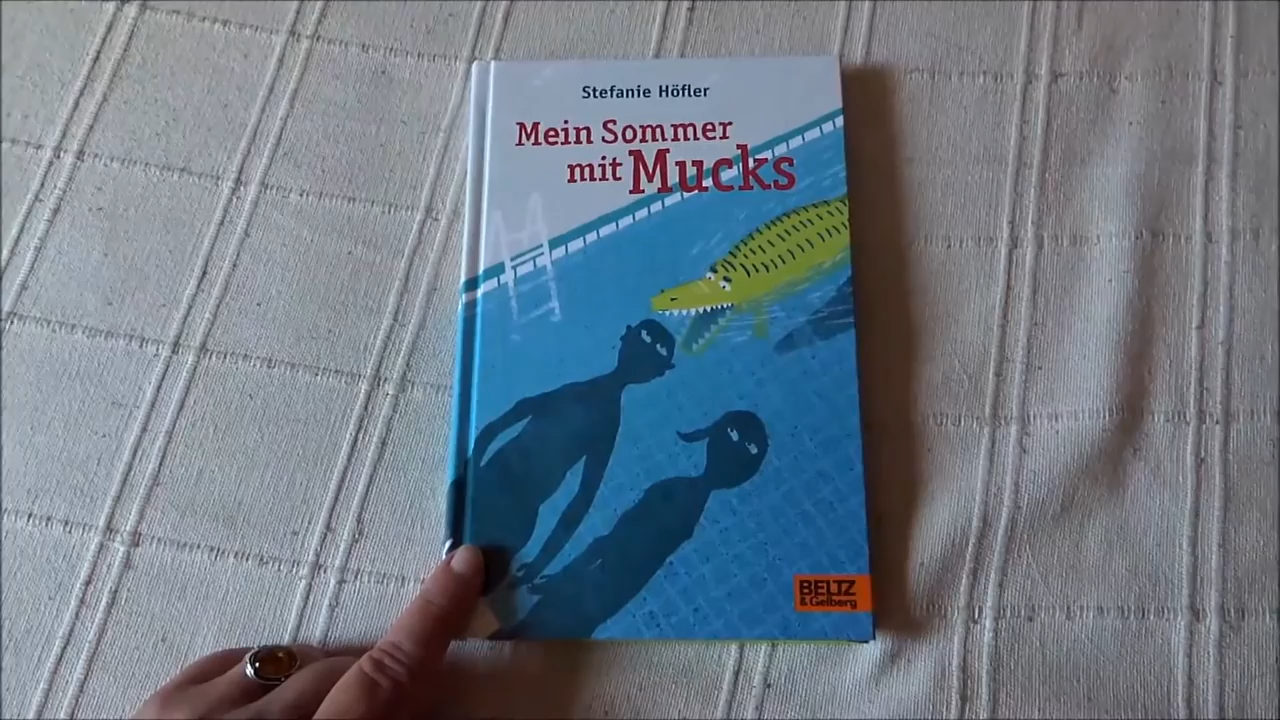 Stefanie Höfler
Mein Sommer
mit Mucks
BELTZ
& Gelberg